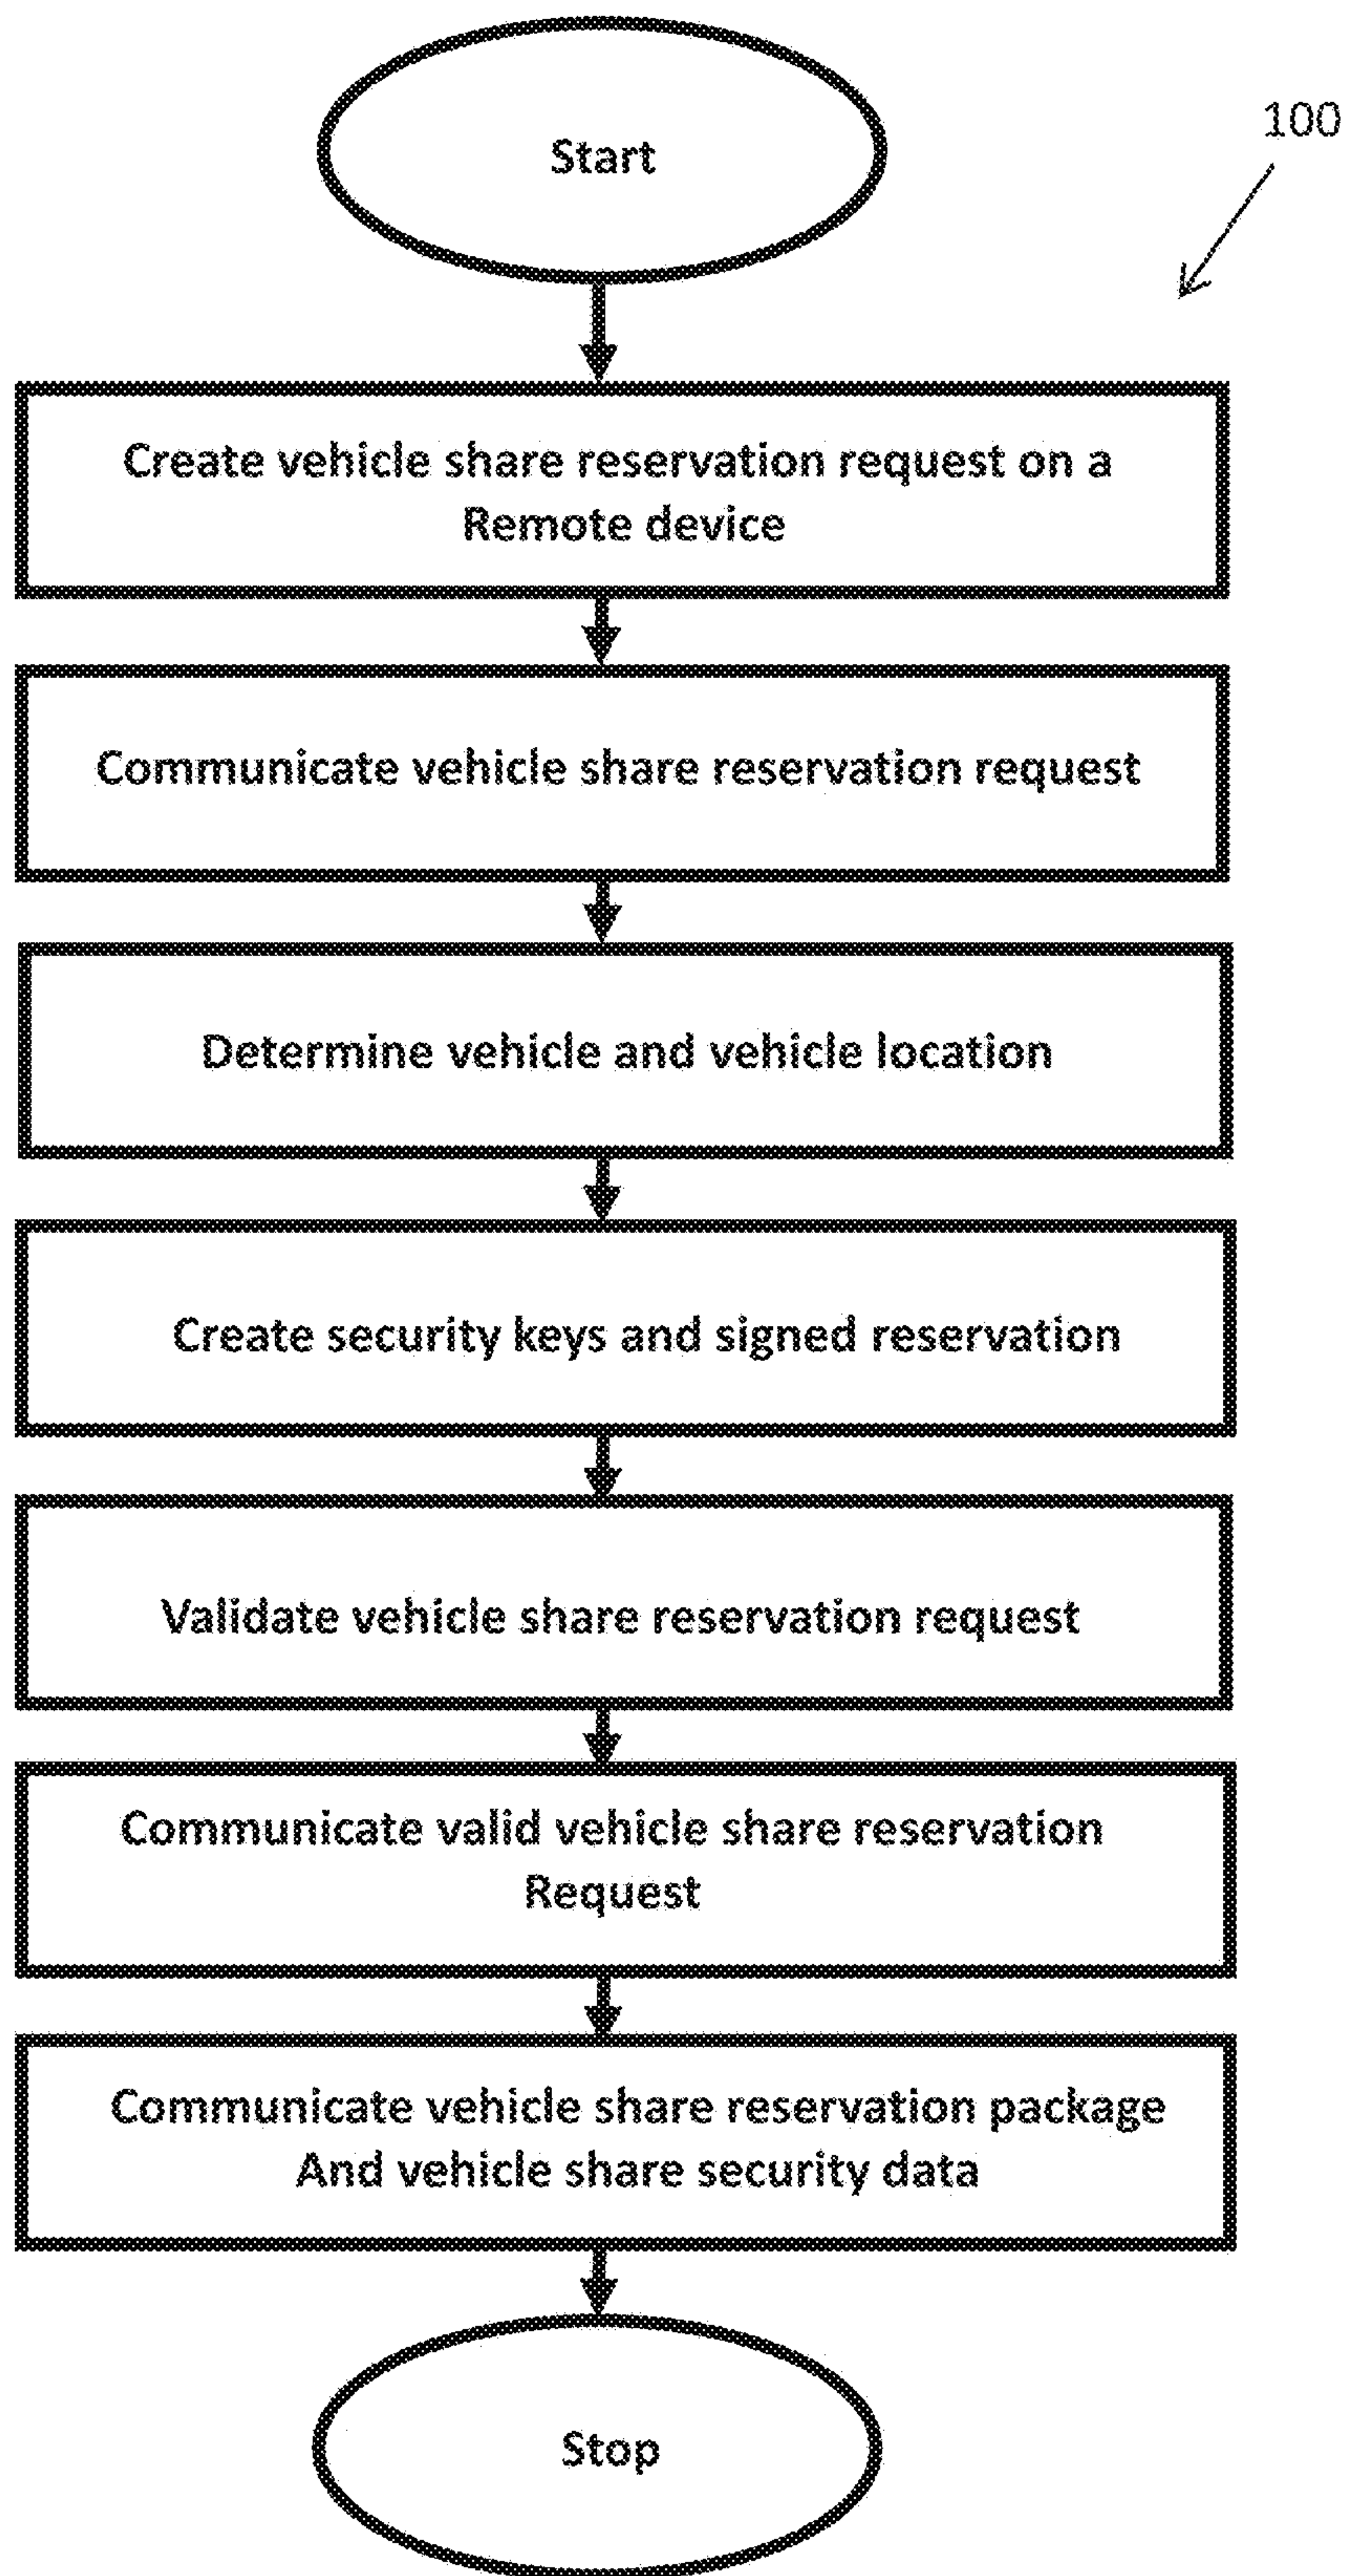 Start
100
Create vehicle share reservation request on a
Remote device
Communicate vehicle share reservation request
Determine vehicle and vehicle location
Create security keys and signed reservation
Validate vehicle share reservation request
Communicate valid vehicle share reservation
Request
Communicate vehicle share reservation package
And vehicle share security data
Stop